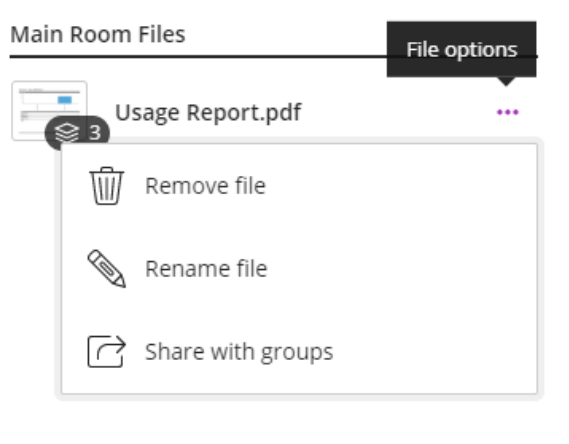 Main Room Files
File options
Usage Report.pdf
3
Remove file
Rename file
Share with groups